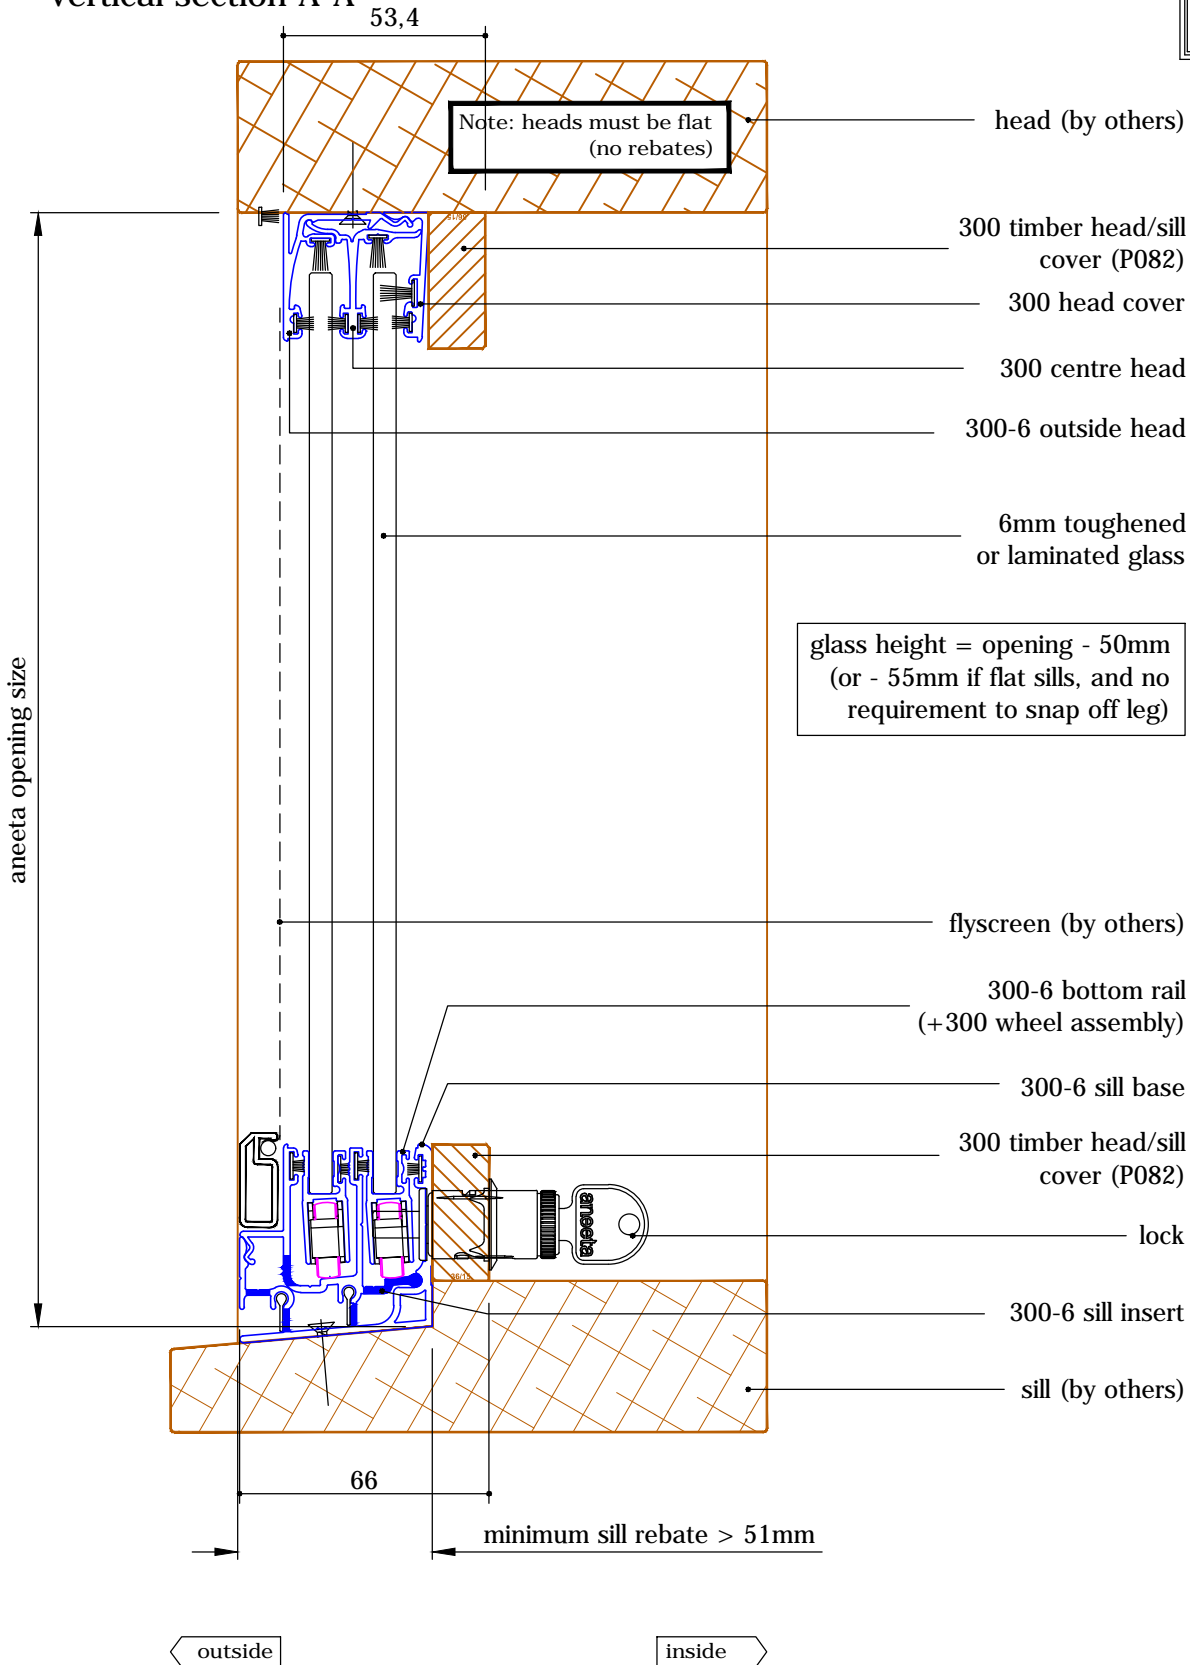 vertical section A-A
53,4
Note: heads must be flat
(no rebates)
head (by others)
36/15
300 timber head/sill
cover (P082)
300 head cover
300 centre head
300-6 outside head
6mm toughened
or laminated glass
glass height = opening - 50mm
(or - 55mm if flat sills, and no
requirement to snap off leg)
aneeta opening size
flyscreen (by others)
300-6 bottom rail
(+300 wheel assembly)
300-6 sill base
300 timber head/sill
cover (P082)
aneeta
lock
36/15
300-6 sill insert
sill (by others)
66
minimum sill rebate > 51mm
outside
inside